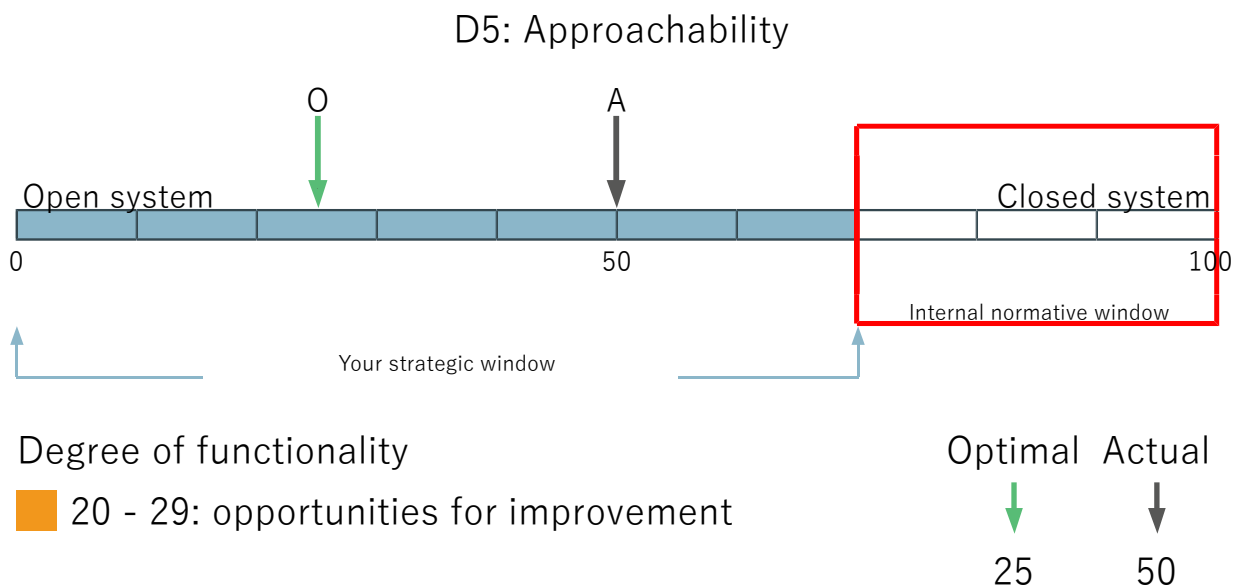 D5: Approachability
O A
Open system Closed system
0 50 100
Internal normative window
Your strategic window
Degree of functionality
Optimal Actual
20 - 29: opportunities for improvement
25 50